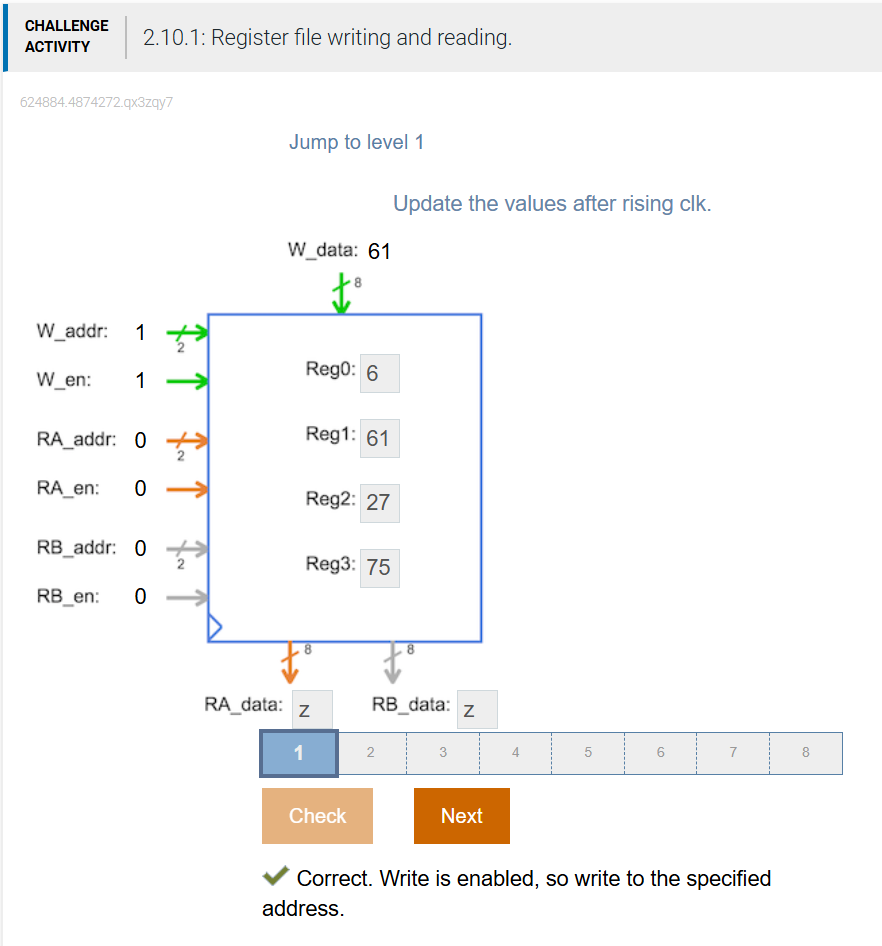 CHALLENGE
ACTIVITY
2.10.1: Register file writing and reading.
624884.4874272.qx3zqy7
Jump to level 1
Update the values after rising clk.
W_data: 61
8
W_addr: 1
2
W_en: 1
Reg0: 6
Reg1: 61
RA_addr: 0
2
RA_en: 0
Reg2: 27
RB_addr: 0
2
Reg3: 75
RB_en: 0
8 8
RA_data: z RB_data: z
1 2 3 4 5 6 7 8
Check Next
Correct. Write is enabled, so write to the specified
address.